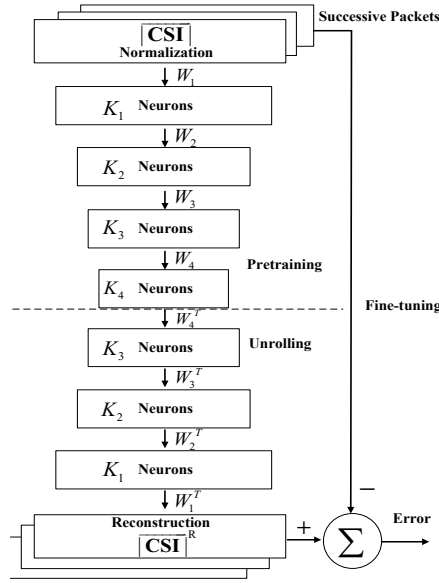 Successive Packets
CSI
Normalization
W₁
K₁ Neurons
W₂
K₂ Neurons
W₃
K₃ Neurons
W₄
Pretraining
K₄ Neurons
W₄ᵀ
Fine-tuning
K₃ Neurons
Unrolling
W₃ᵀ
K₂ Neurons
W₂ᵀ
K₁ Neurons
W₁ᵀ
−
Reconstruction
CSI ᴿ
+
Σ
Error